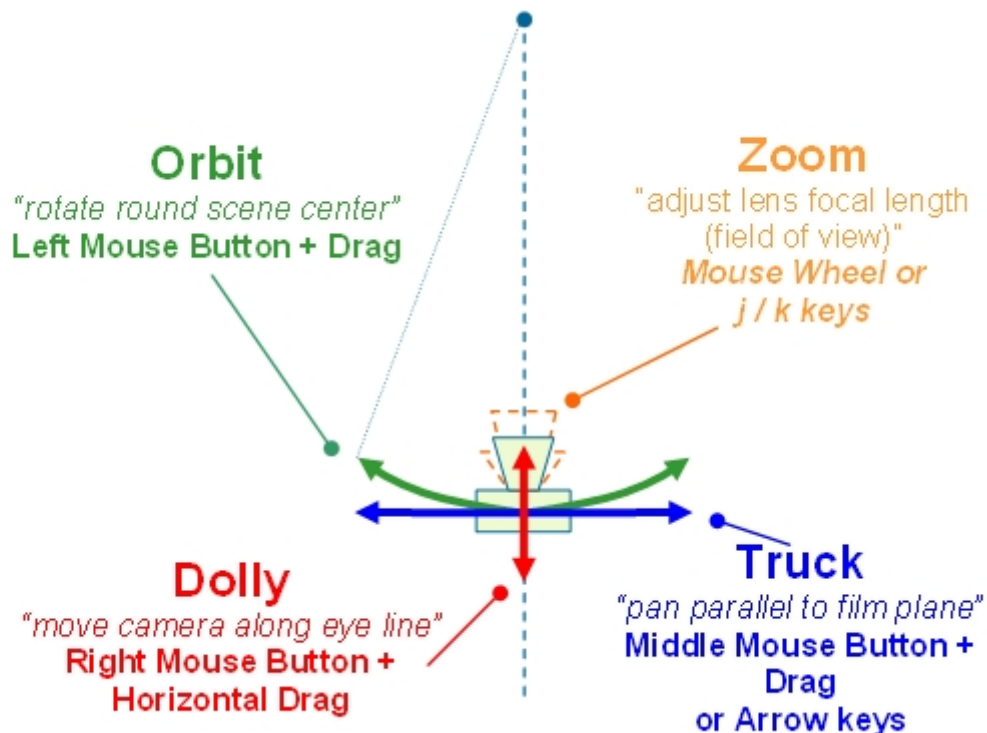 Orbit
“rotate round scene center”
Left Mouse Button + Drag
Zoom
"adjust lens focal length
(field of view)"
Mouse Wheel or
j / k keys
Dolly
“move camera along eye line”
Right Mouse Button +
Horizontal Drag
Truck
“pan parallel to film plane”
Middle Mouse Button +
Drag
or Arrow keys